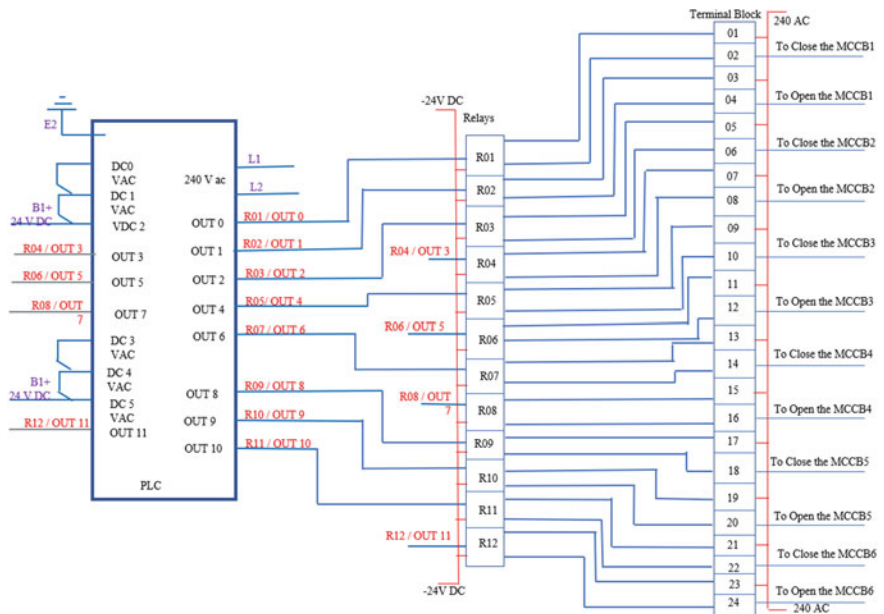 Terminal Block
240 AC
01
02
To Close the MCCB1
03
04
To Open the MCCB1
05
06
To Close the MCCB2
07
08
To Open the MCCB2
09
10
To Close the MCCB3
11
12
To Open the MCCB3
13
14
To Close the MCCB4
15
16
To Open the MCCB4
17
18
To Close the MCCB5
19
20
To Open the MCCB5
21
22
To Close the MCCB6
23
24
To Open the MCCB6
240 AC
-24V DC
Relays
R01
R02
R03
R04 / OUT 3
R04
R05
R06 / OUT 5
R06
R07
R08 / OUT
7
R08
R09
R10
R11
R12 / OUT 11
R12
-24V DC
E2
DC0
VAC
DC 1
VAC
VDC 2
B1+
24 V DC
R04 / OUT 3
OUT 3
R06 / OUT 5
OUT 5
R08 / OUT
7
OUT 7
DC 3
VAC
DC 4
VAC
DC 5
VAC
B1+
24 V DC
R12 / OUT 11
OUT 11
PLC
L1
240 V ac
L2
OUT 0
R01 / OUT 0
OUT 1
R02 / OUT 1
OUT 2
R03 / OUT 2
OUT 4
R05/ OUT 4
OUT 6
R07 / OUT 6
OUT 8
R09 / OUT 8
OUT 9
R10 / OUT 9
OUT 10
R11 / OUT 10